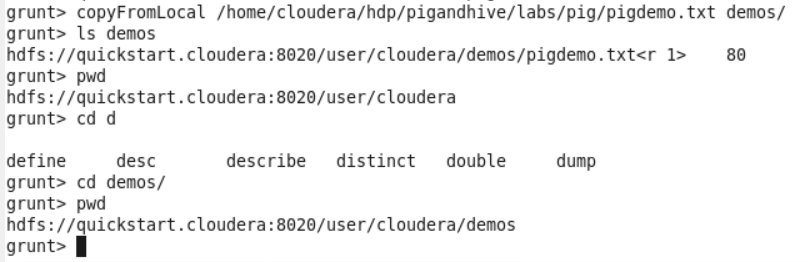 grunt> copyFromLocal /home/cloudera/hdp/pigandhive/labs/pig/pigdemo.txt demos/
grunt> ls demos
hdfs://quickstart.cloudera:8020/user/cloudera/demos/pigdemo.txt<r 1>    80
grunt> pwd
hdfs://quickstart.cloudera:8020/user/cloudera
grunt> cd d
define     desc       describe   distinct   double     dump
grunt> cd demos/
grunt> pwd
hdfs://quickstart.cloudera:8020/user/cloudera/demos
grunt>